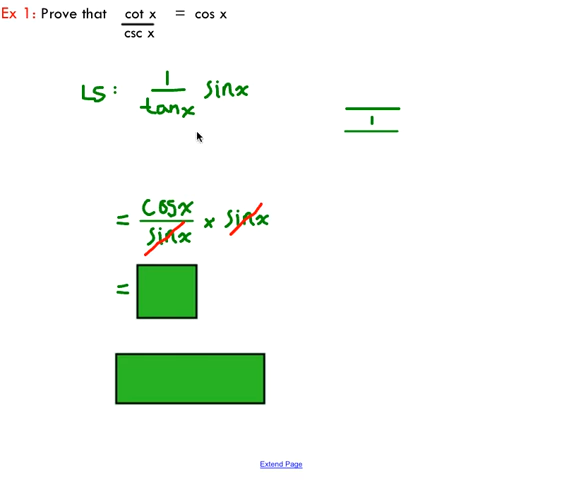 Ex 1: Prove that cot x / csc x = cos x
LS: 1 / tanx sinx
1
= cosx / sinx × sinx
=
Extend Page